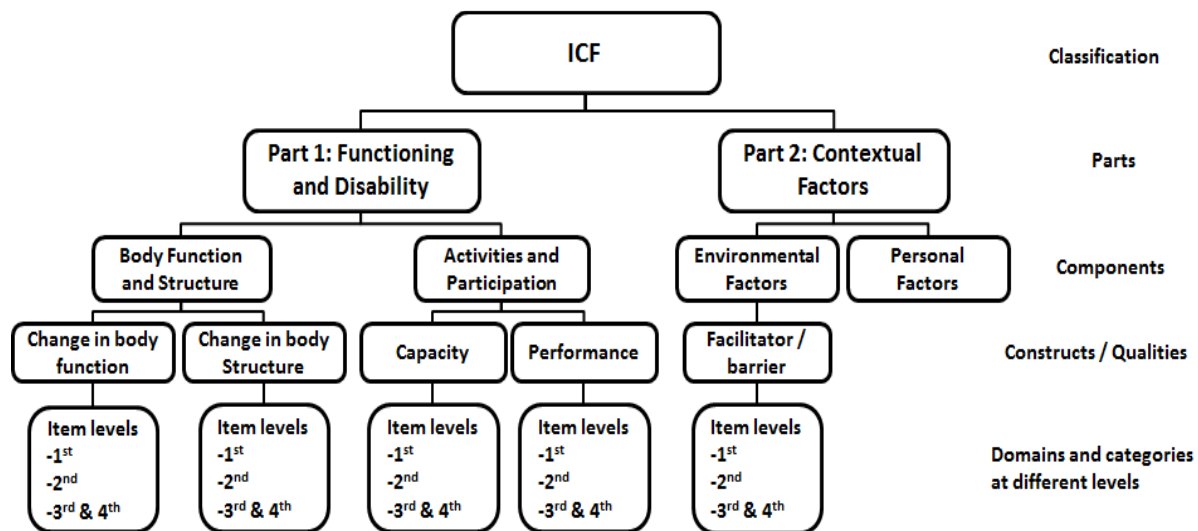 ICF
Classification
Part 1: Functioning
and Disability
Part 2: Contextual
Factors
Parts
Body Function
and Structure
Activities and
Participation
Environmental
Factors
Personal
Factors
Components
Change in body
function
Change in body
Structure
Capacity
Performance
Facilitator /
barrier
Constructs / Qualities
Item levels
-1st
-2nd
-3rd & 4th
Item levels
-1st
-2nd
-3rd & 4th
Item levels
-1st
-2nd
-3rd & 4th
Item levels
-1st
-2nd
-3rd & 4th
Item levels
-1st
-2nd
-3rd & 4th
Domains and categories
at different levels